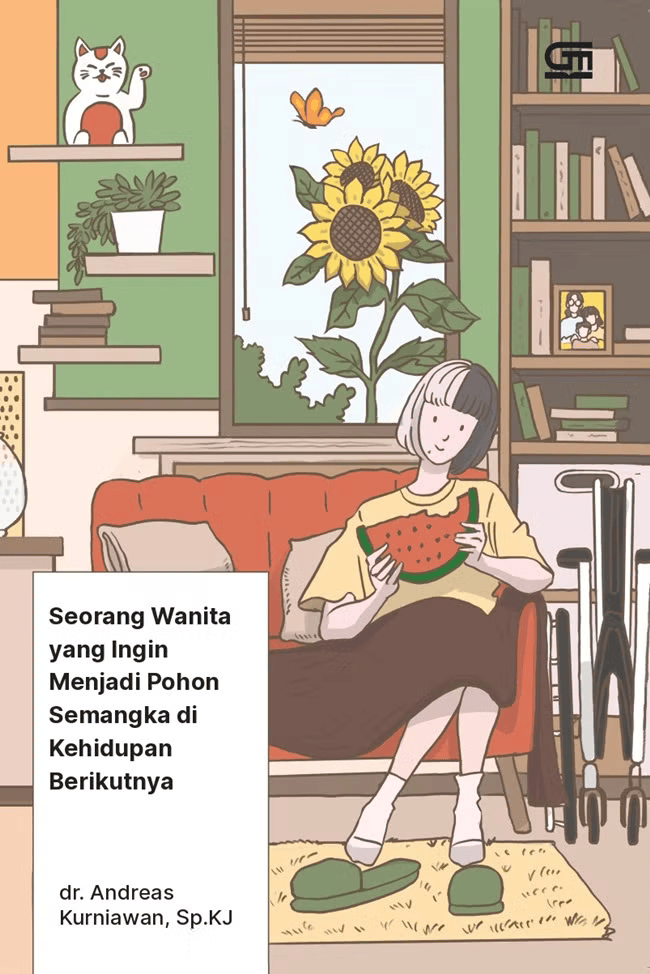 Seorang Wanita
yang Ingin
Menjadi Pohon
Semangka di
Kehidupan
Berikutnya
dr. Andreas
Kurniawan, Sp.KJ